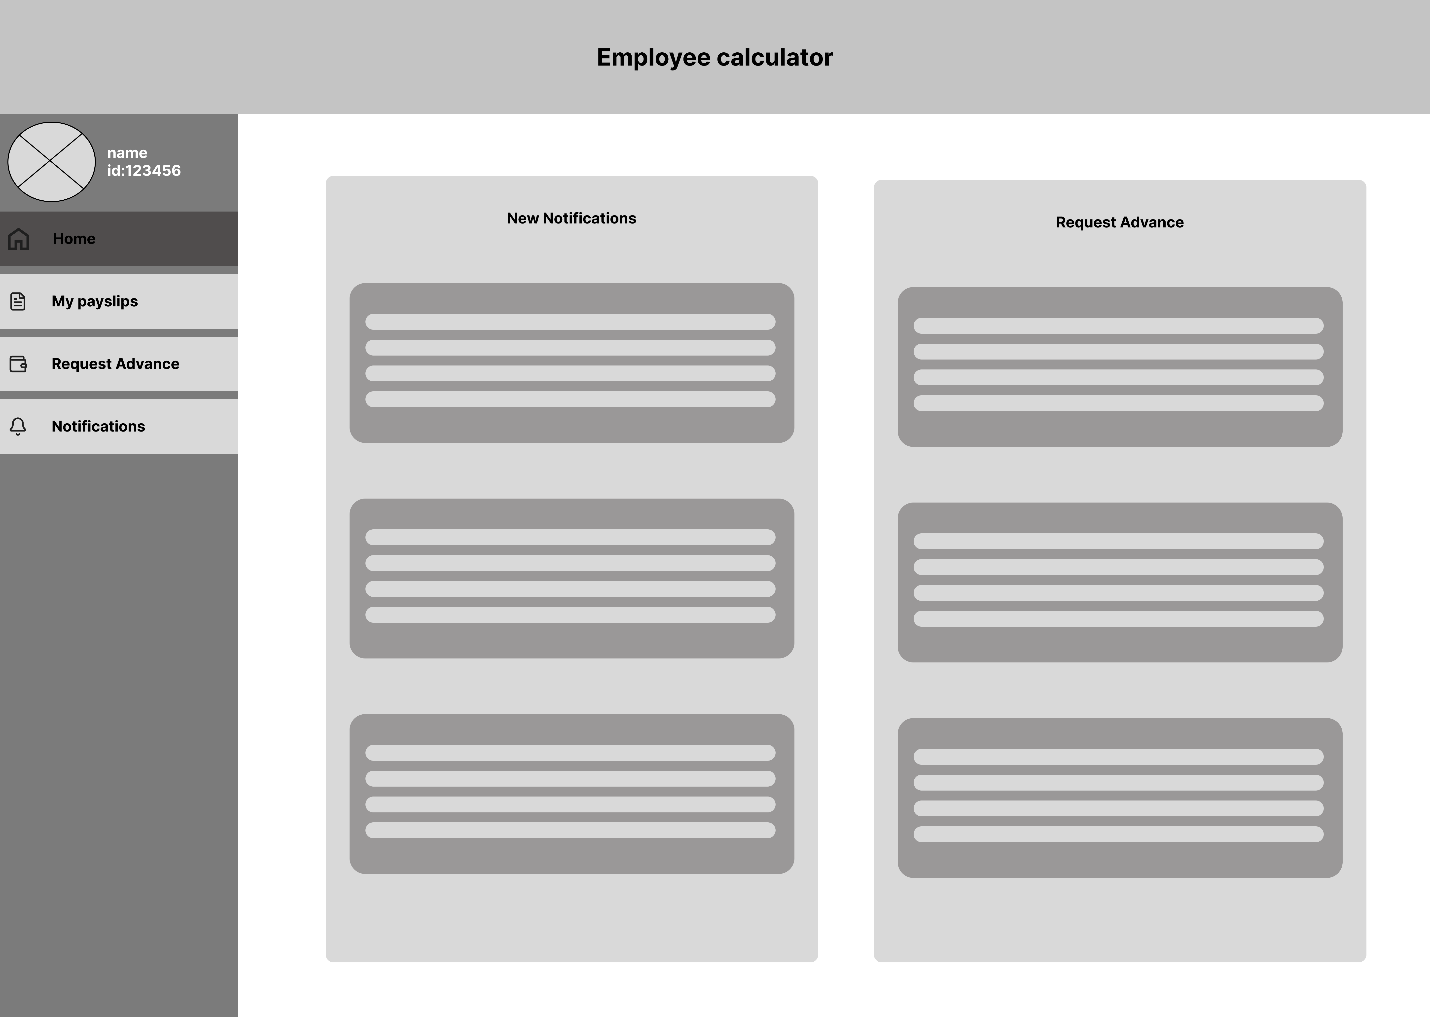 Employee calculator
name
id:123456
Home
My payslips
Request Advance
Notifications
New Notifications
Request Advance